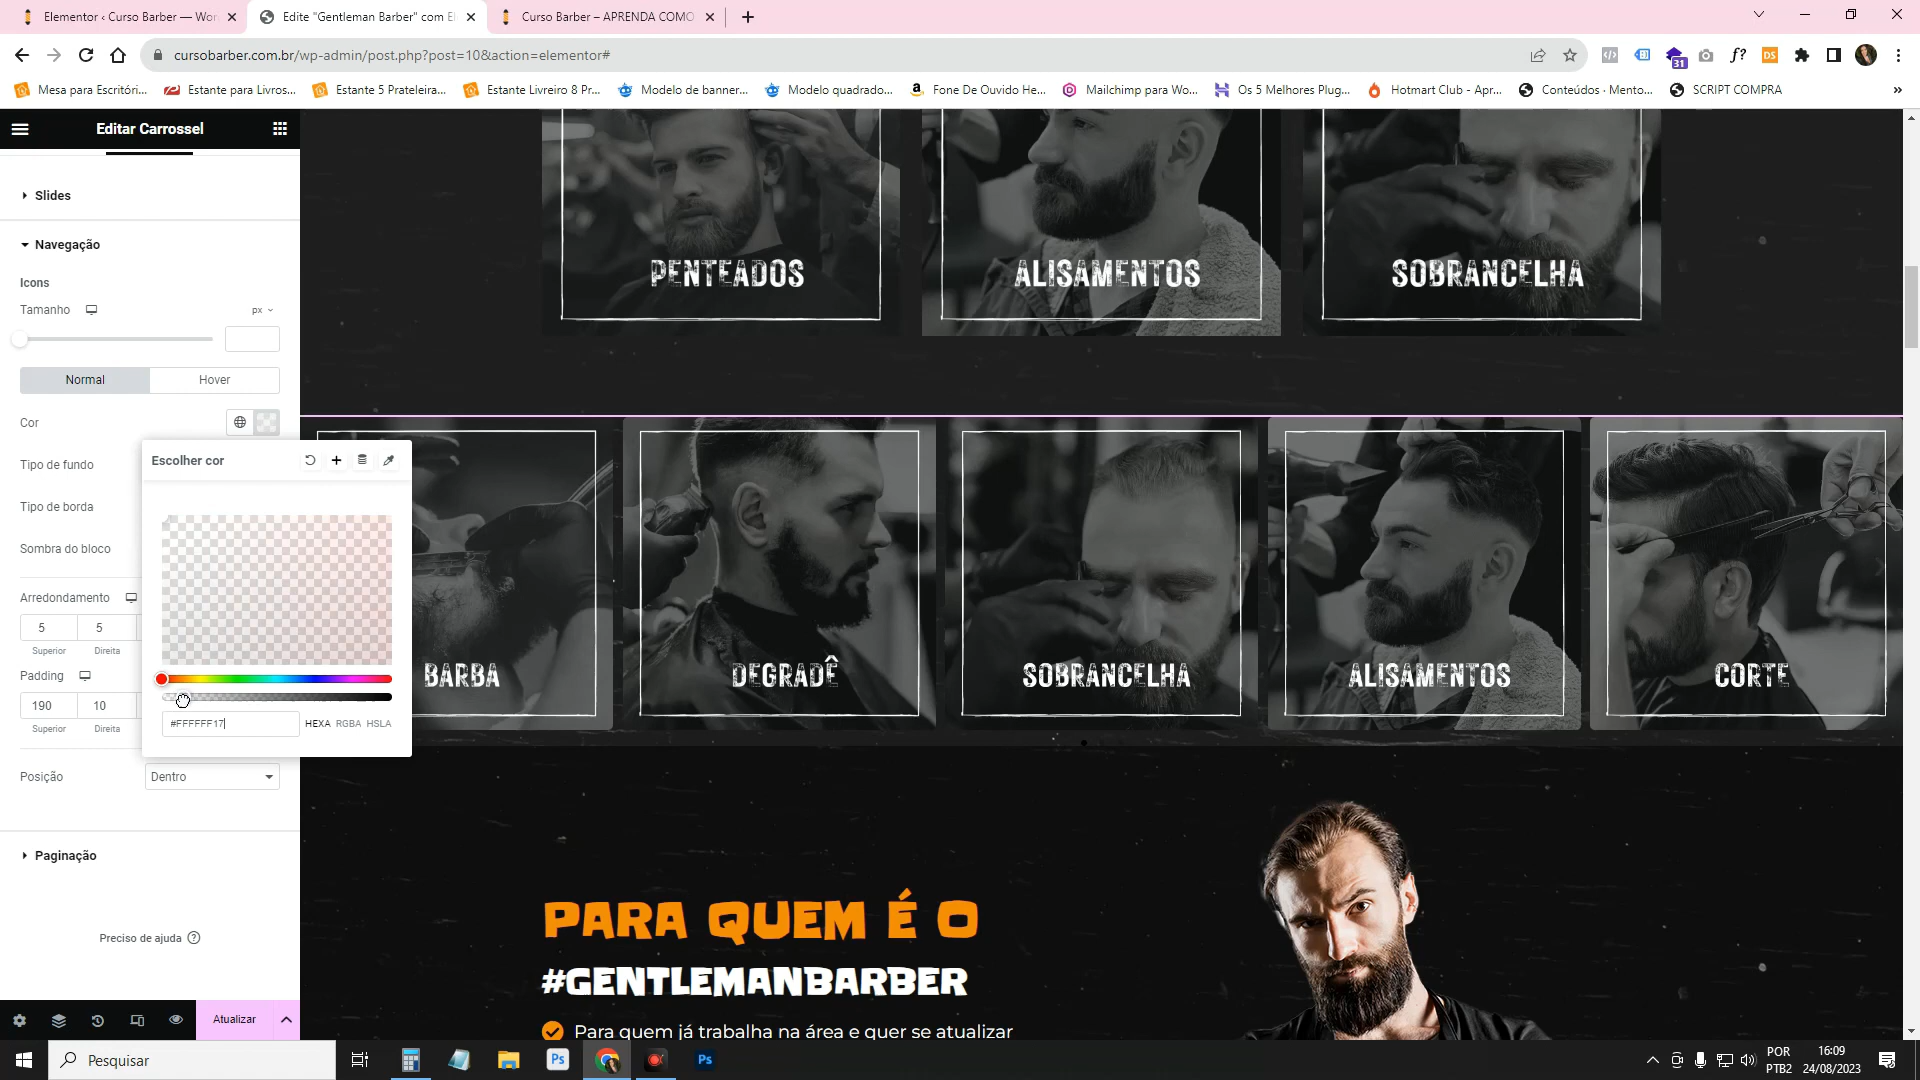 Elementor ‹ Curso Barber — Wor
Edite "Gentleman Barber" com El
Curso Barber – APRENDA COMO
cursobarber.com.br/wp-admin/post.php?post=10&action=elementor#
31
f?
DS
Mesa para Escritóri...
Estante para Livros...
Estante 5 Prateleira...
Estante Livreiro 8 Pr...
Modelo de banner...
Modelo quadrado...
Fone De Ouvido He...
Mailchimp para Wo...
Os 5 Melhores Plug...
Hotmart Club - Apr...
Conteúdos · Mento...
SCRIPT COMPRA
»
Editar Carrossel
Slides
Navegação
Icons
Tamanho
px
Normal
Hover
Cor
Tipo de fundo
Tipo de borda
Sombra do bloco
Arredondamento
5
5
Superior
Direita
Padding
190
10
Superior
Direita
Posição
Dentro
Paginação
Preciso de ajuda
Atualizar
Escolher cor
#FFFFFF17
HEXA
RGBA
HSLA
PENTEADOS
ALISAMENTOS
SOBRANCELHA
BARBA
DEGRADÊ
SOBRANCELHA
ALISAMENTOS
CORTE
PARA QUEM É O
#GENTLEMANBARBER
Para quem já trabalha na área e quer se atualizar
Pesquisar
Ps
Ps
POR
PTB2
16:09
24/08/2023